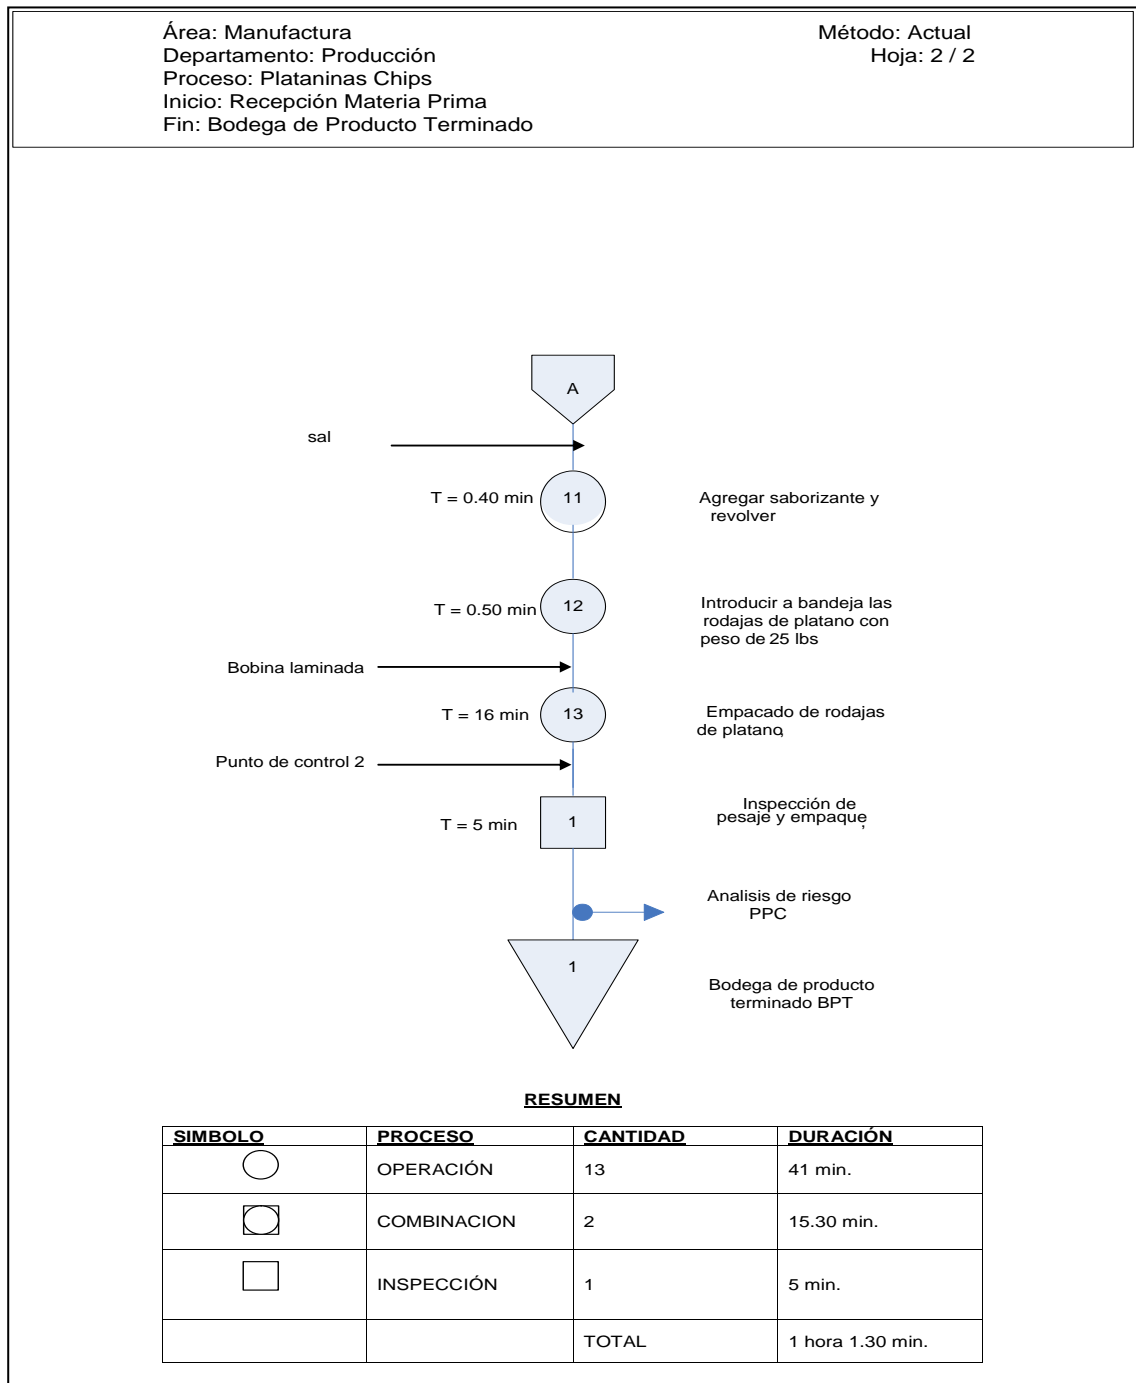 Área: Manufactura Método: Actual
Departamento: Producción Hoja: 2 / 2
Proceso: Plataninas Chips
Inicio: Recepción Materia Prima
Fin: Bodega de Producto Terminado
A
sal
T = 0.40 min 11 Agregar saborizante y
revolver
T = 0.50 min 12 Introducir a bandeja las
rodajas de platano con
peso de 25 lbs
Bobina laminada
T = 16 min 13 Empacado de rodajas
de platano,
Punto de control 2
T = 5 min 1 Inspección de
pesaje y empaque,
Analisis de riesgo
PPC
1
Bodega de producto
terminado BPT
RESUMEN
SIMBOLO PROCESO CANTIDAD DURACIÓN
OPERACIÓN 13 41 min.
COMBINACION 2 15.30 min.
INSPECCIÓN 1 5 min.
TOTAL 1 hora 1.30 min.